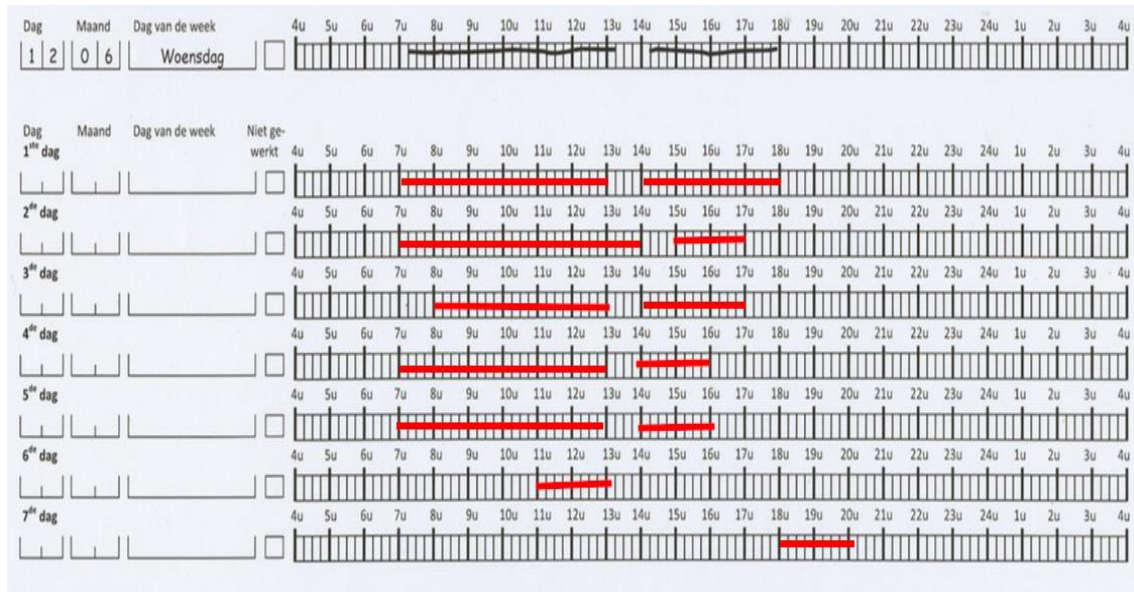 Dag Maand Dag van de week 4u 5u 6u 7u 8u 9u 10u 11u 12u 13u 14u 15u 16u 17u 18u 19u 20u 21u 22u 23u 24u 1u 2u 3u 4u
1 2 0 6 Woensdag
Dag Maand Dag van de week Niet ge-
1ste dag werkt 4u 5u 6u 7u 8u 9u 10u 11u 12u 13u 14u 15u 16u 17u 18u 19u 20u 21u 22u 23u 24u 1u 2u 3u 4u
2de dag 4u 5u 6u 7u 8u 9u 10u 11u 12u 13u 14u 15u 16u 17u 18u 19u 20u 21u 22u 23u 24u 1u 2u 3u 4u
3de dag 4u 5u 6u 7u 8u 9u 10u 11u 12u 13u 14u 15u 16u 17u 18u 19u 20u 21u 22u 23u 24u 1u 2u 3u 4u
4de dag 4u 5u 6u 7u 8u 9u 10u 11u 12u 13u 14u 15u 16u 17u 18u 19u 20u 21u 22u 23u 24u 1u 2u 3u 4u
5de dag 4u 5u 6u 7u 8u 9u 10u 11u 12u 13u 14u 15u 16u 17u 18u 19u 20u 21u 22u 23u 24u 1u 2u 3u 4u
6de dag 4u 5u 6u 7u 8u 9u 10u 11u 12u 13u 14u 15u 16u 17u 18u 19u 20u 21u 22u 23u 24u 1u 2u 3u 4u
7de dag 4u 5u 6u 7u 8u 9u 10u 11u 12u 13u 14u 15u 16u 17u 18u 19u 20u 21u 22u 23u 24u 1u 2u 3u 4u